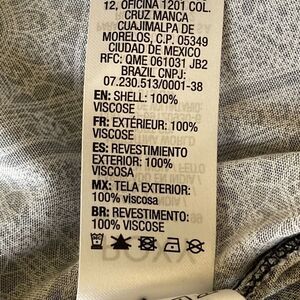 12, OFICINA 1201 COL.
CRUZ MANCA
CUAJIMALPA DE
MORELOS, C.P. 05349
CIUDAD DE MEXICO
RFC: QME 061031 JB2
BRAZIL CNPJ:
07.230.513/0001-38
EN: SHELL: 100%
VISCOSE
FR: EXTÉRIEUR: 100%
VISCOSE
ES: REVESTIMIENTO
EXTERIOR: 100%
VISCOSA
MX: TELA EXTERIOR:
100% viscosa
BR: REVESTIMENTO:
100% VISCOSE